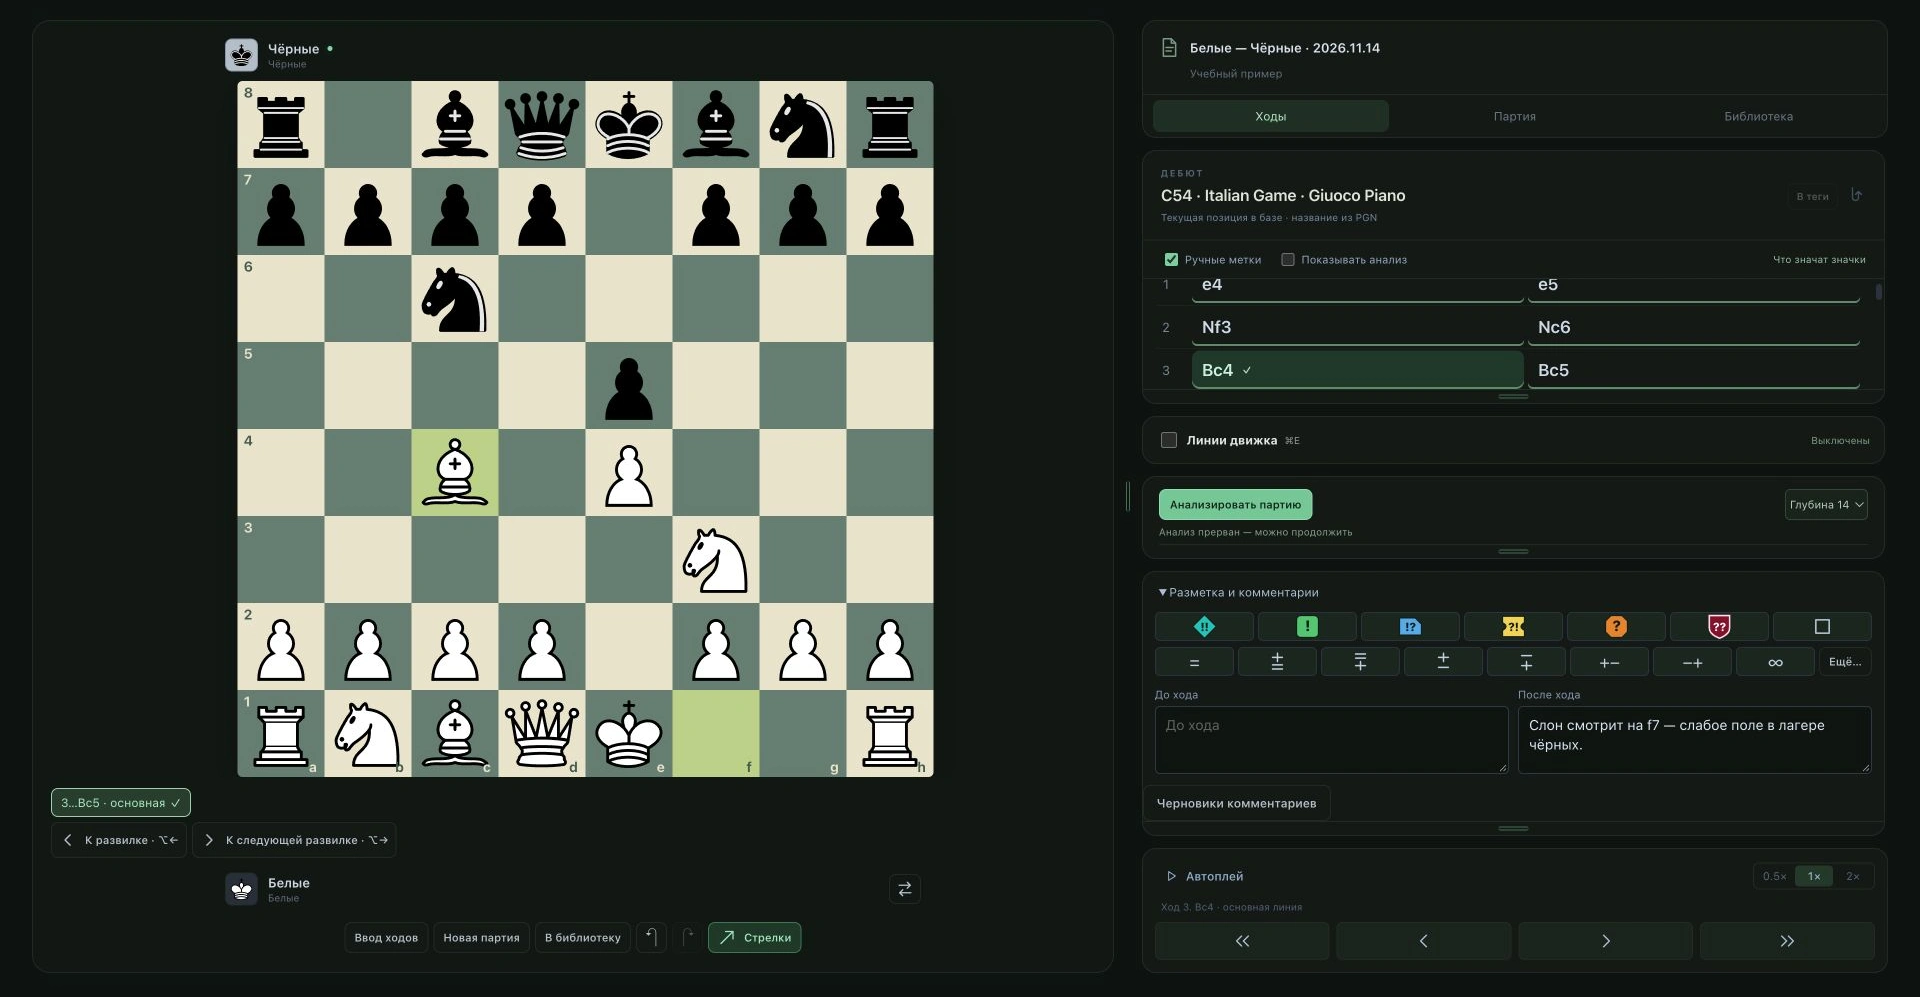 Чёрные
Чёрные
8
7
6
5
4
3
2
1
a b c d e f g h
3...Bc5 · основная ✓
К развилке · ⌥← К следующей развилке · ⌥→
Белые
Белые
Ввод ходов Новая партия В библиотеку Стрелки
Белые — Чёрные · 2026.11.14
Учебный пример
Ходы Партия Библиотека
ДЕБЮТ
C54 · Italian Game · Giuoco Piano
В теги
Текущая позиция в базе · название из PGN
Ручные метки Показывать анализ Что значат значки
1 e4 e5
2 Nf3 Nc6
3 Bc4 ✓ Bc5
Линии движка ⌘E Выключены
Анализировать партию Глубина 14
Анализ прерван — можно продолжить
▼Разметка и комментарии
!! ! !? ?! ? ?? □
= ⩲ ⩱ ± ∓ +− −+ ∞ Ещё...
До хода После хода
До хода
Слон смотрит на f7 — слабое поле в лагере
чёрных.
Черновики комментариев
Автоплей 0.5× 1× 2×
Ход 3. Bc4 · основная линия